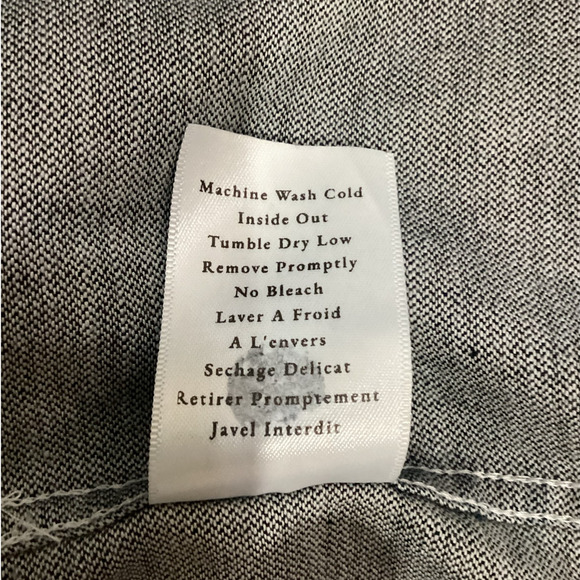 Machine Wash Cold
Inside Out
Tumble Dry Low
Remove Promptly
No Bleach
Laver A Froid
A L'envers
Sechage Delicat
Retirer Promptement
Javel Interdit